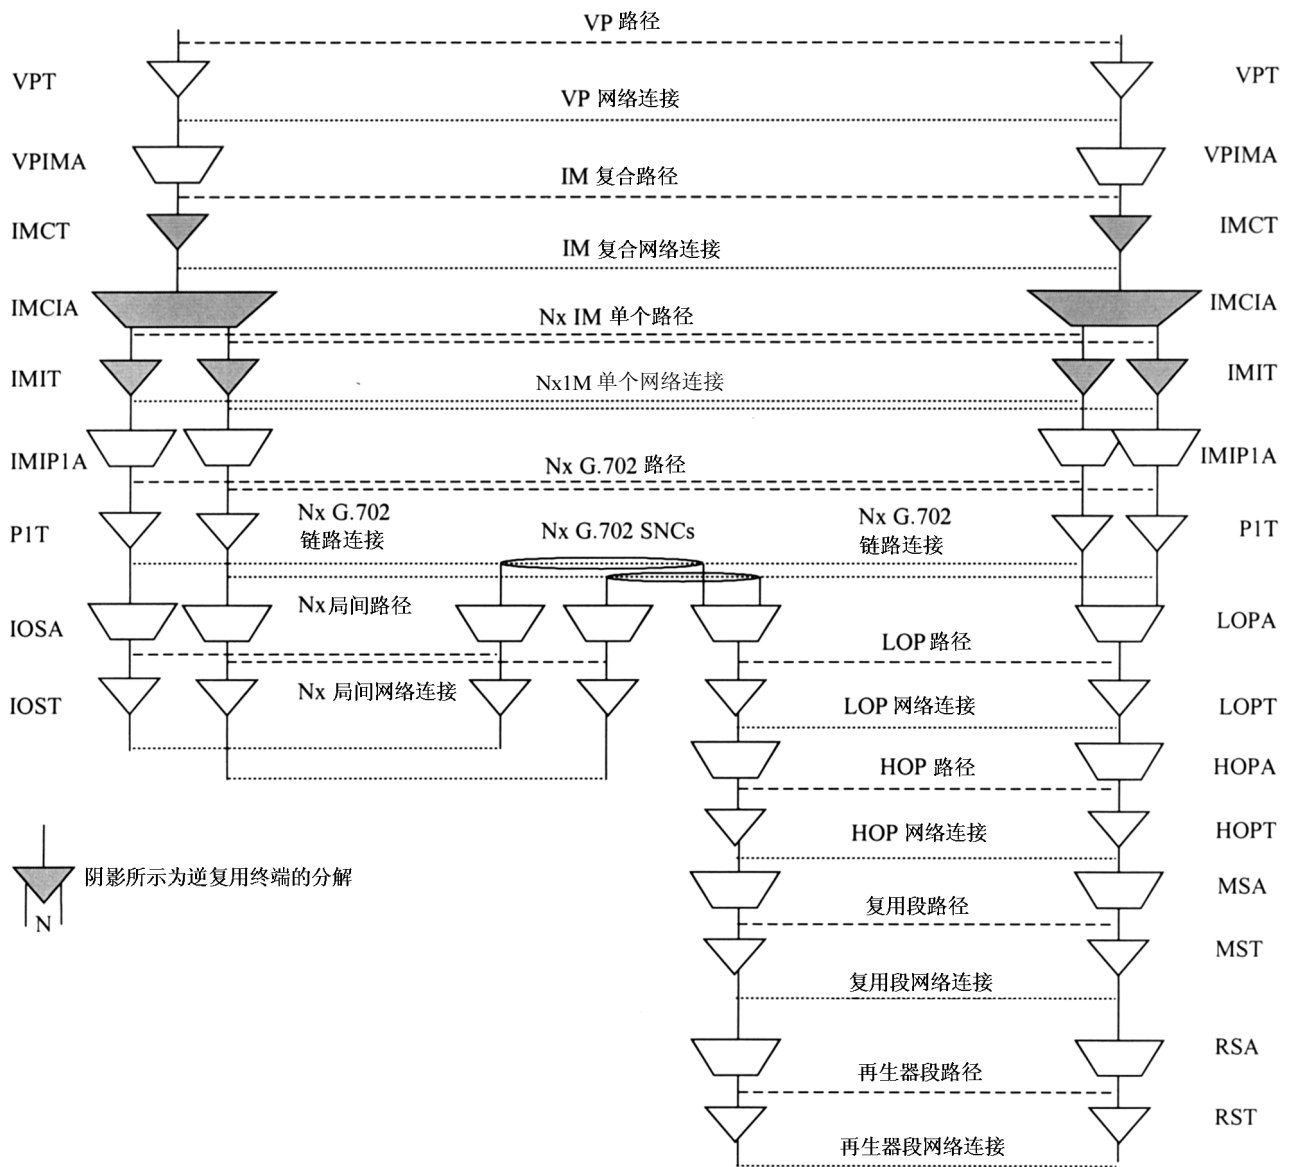 VP 路径
VPT
VPT
VP 网络连接
VPIMA
VPIMA
IM 复合路径
IMCT
IMCT
IM 复合网络连接
IMCIA
IMCIA
Nx IM 单个路径
IMIT
IMIT
Nx1M 单个网络连接
IMIP1A
IMIP1A
Nx G.702 路径
P1T
Nx G.702
链路连接
Nx G.702 SNCs
Nx G.702
链路连接
P1T
Nx局间路径
IOSA
LOPA
LOP 路径
Nx 局间网络连接
IOST
LOP 网络连接
LOPT
HOP 路径
HOPA
HOP 网络连接
HOPT
阴影所示为逆复用终端的分解
N
MSA
复用段路径
MST
复用段网络连接
RSA
再生器段路径
RST
再生器段网络连接